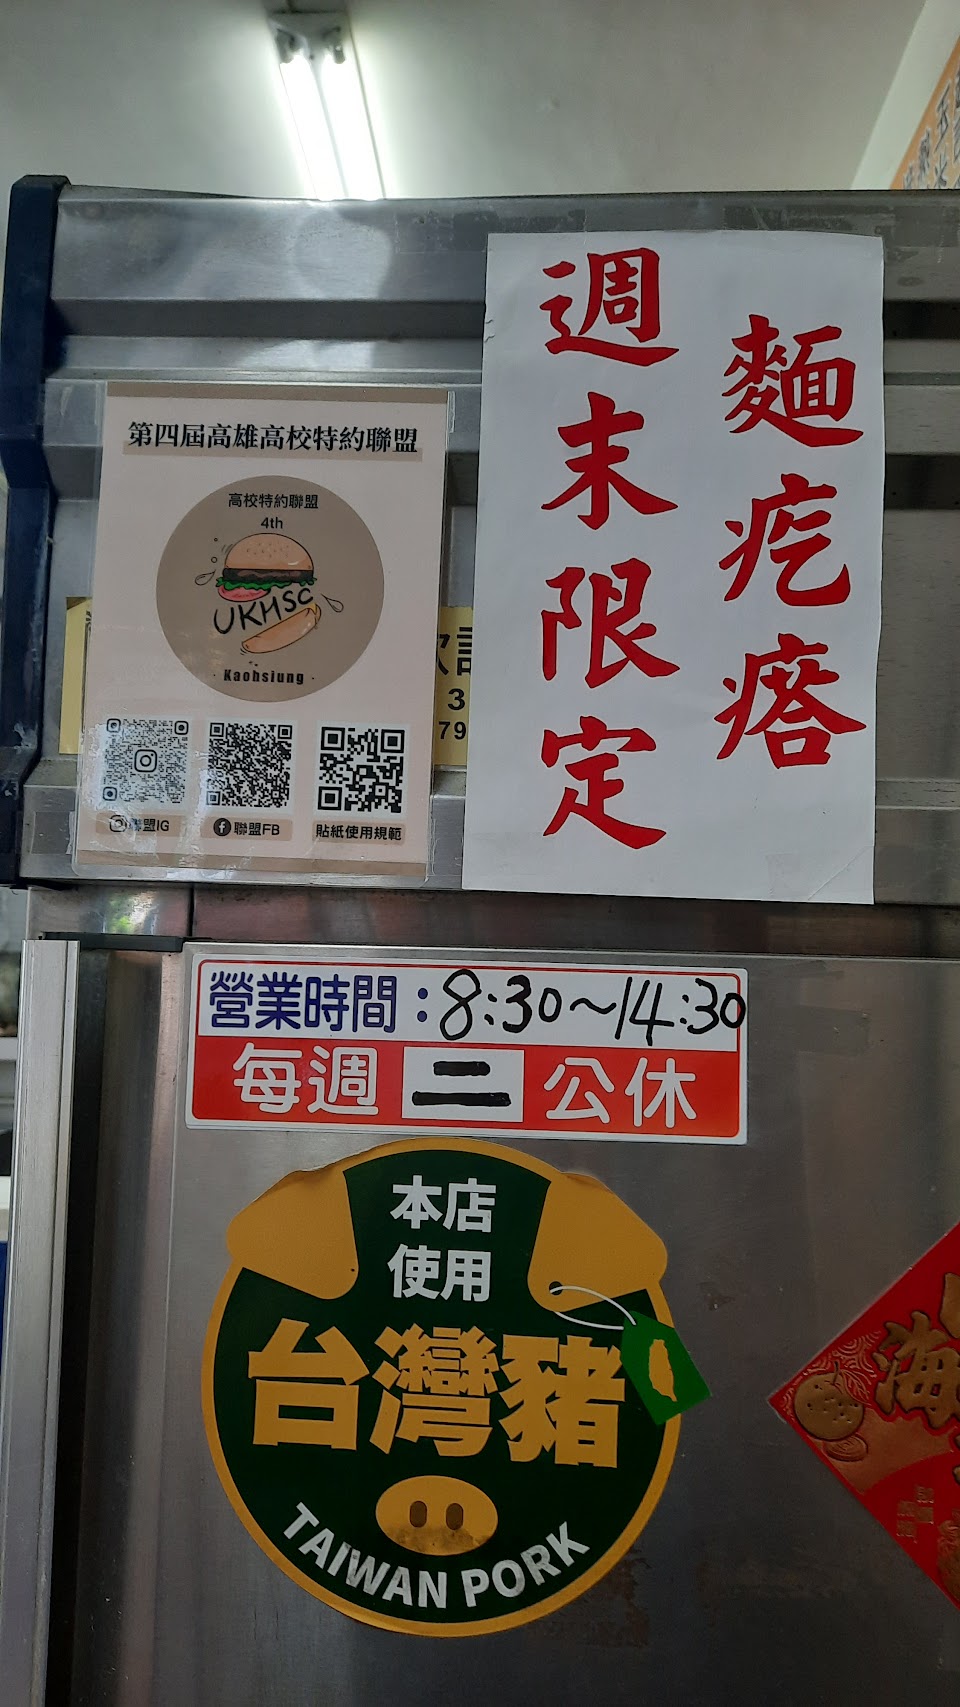 麵疙瘩
週末限定
第四屆高雄高校特約聯盟
高校特約聯盟
4th
UKHSC
· Kaohsiung ·
聯盟IG
聯盟FB
貼紙使用規範
3
79
營業時間：8:30～14:30
每週二公休
本店
使用
台灣豬
TAIWAN PORK
海